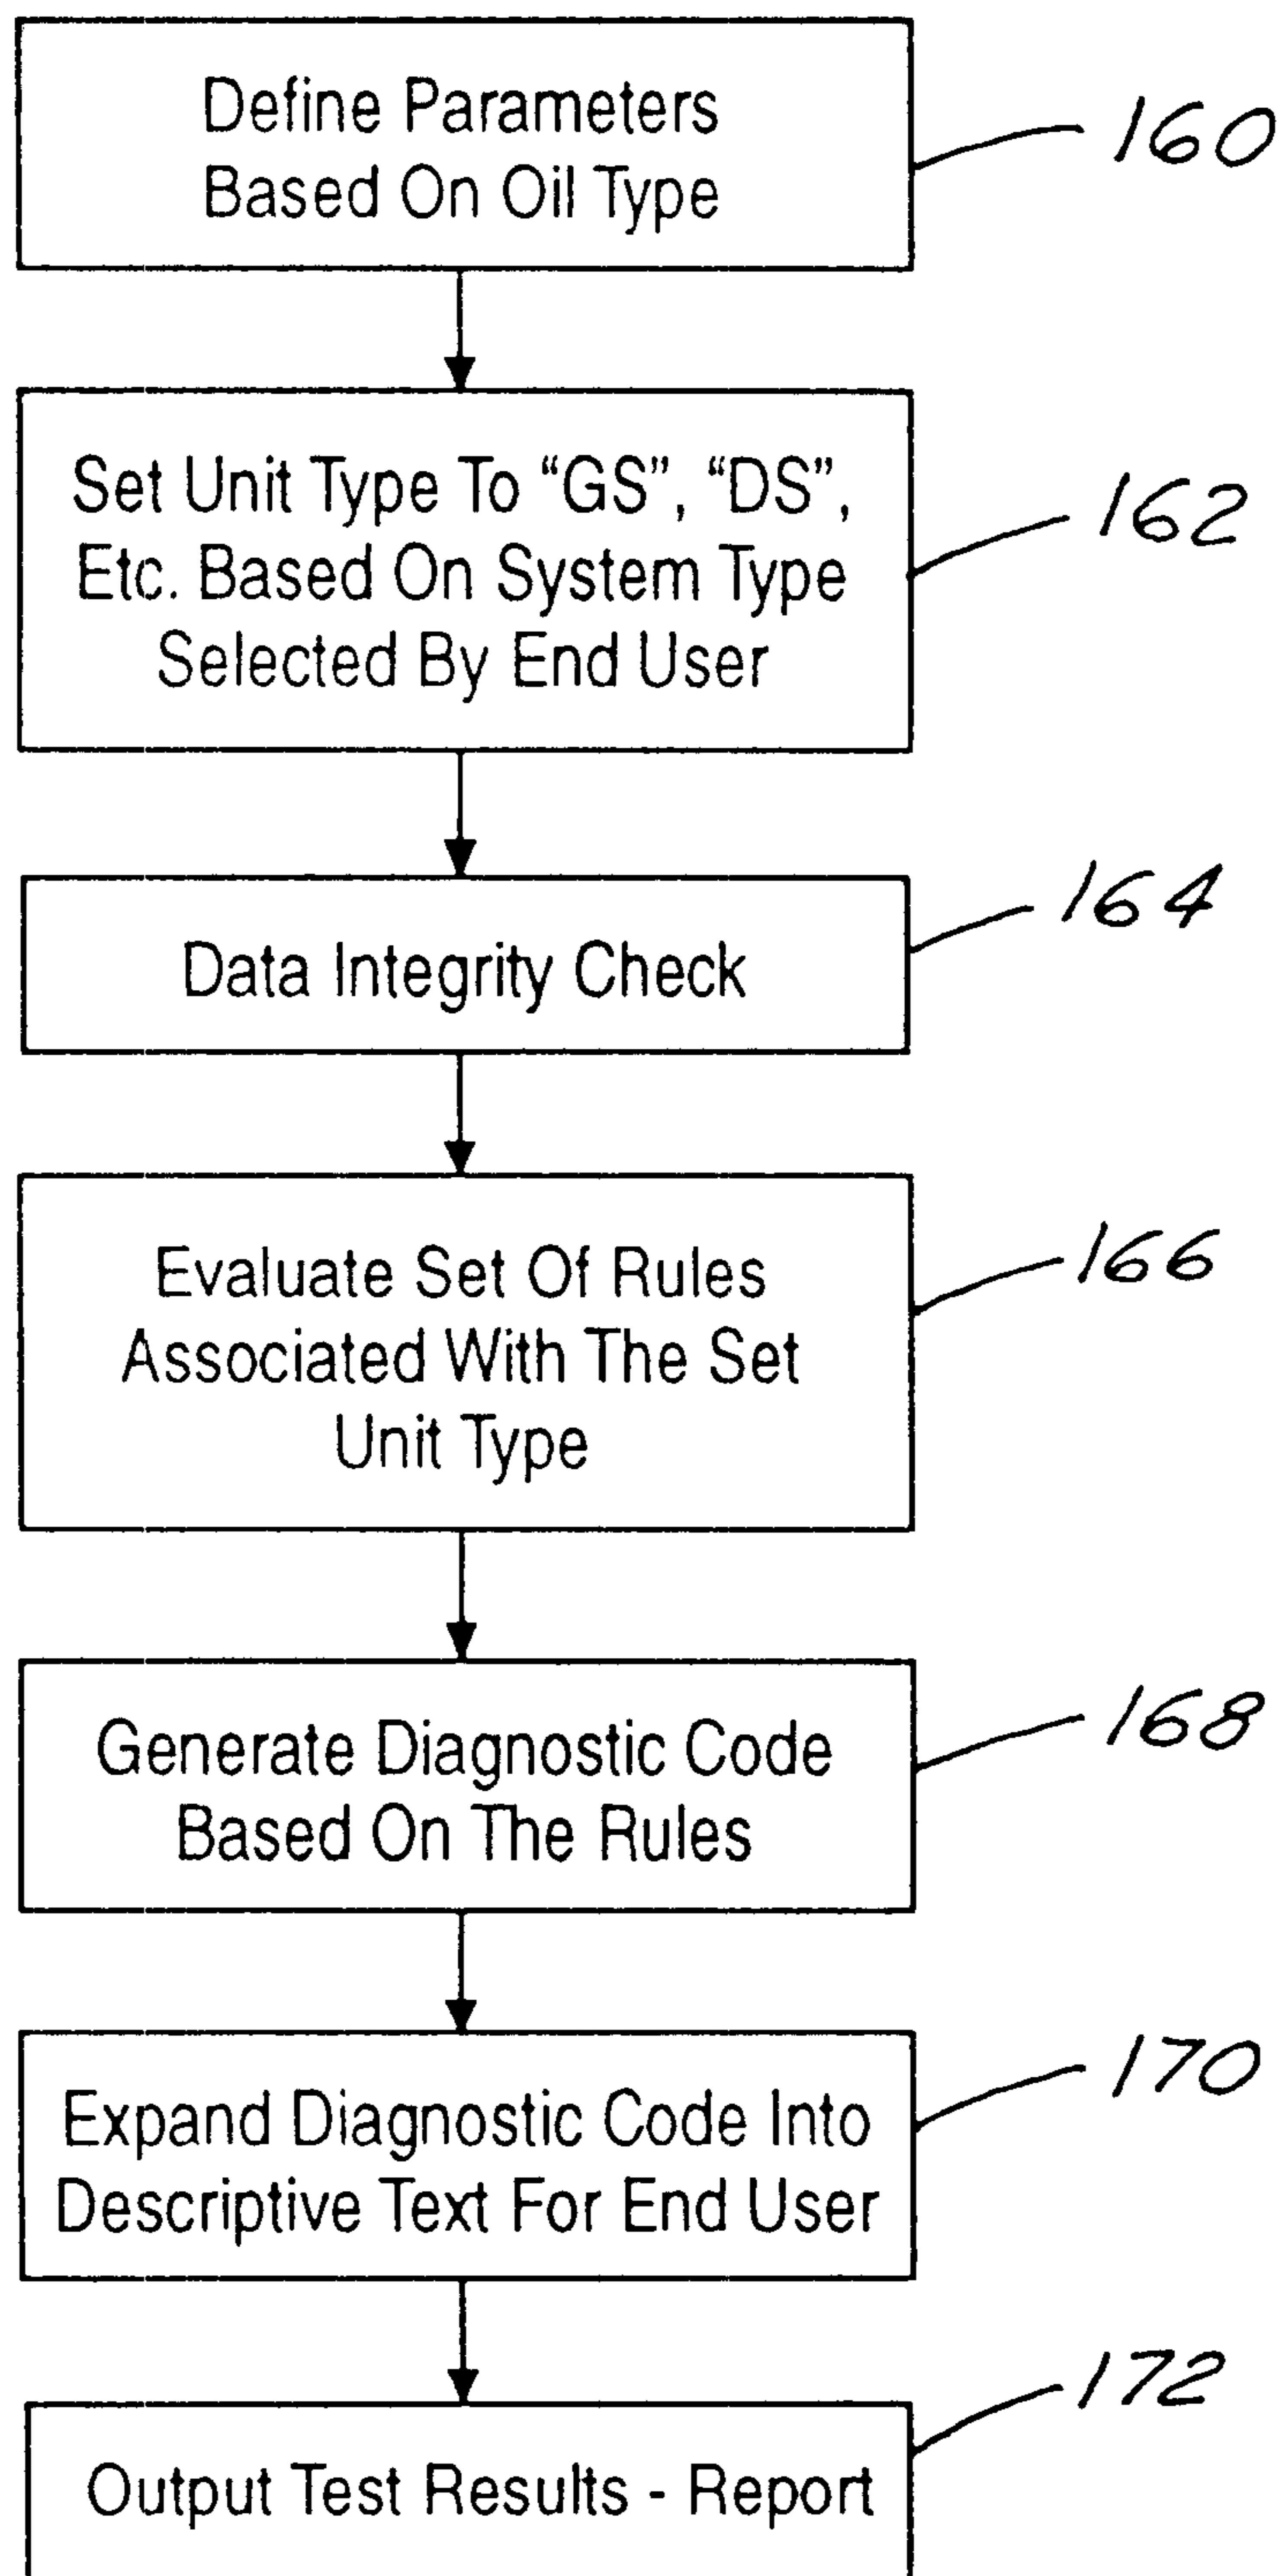 Define Parameters
Based On Oil Type
160
Set Unit Type To “GS”, “DS”,
Etc. Based On System Type
Selected By End User
162
Data Integrity Check
164
Evaluate Set Of Rules
Associated With The Set
Unit Type
166
Generate Diagnostic Code
Based On The Rules
168
Expand Diagnostic Code Into
Descriptive Text For End User
170
Output Test Results - Report
172